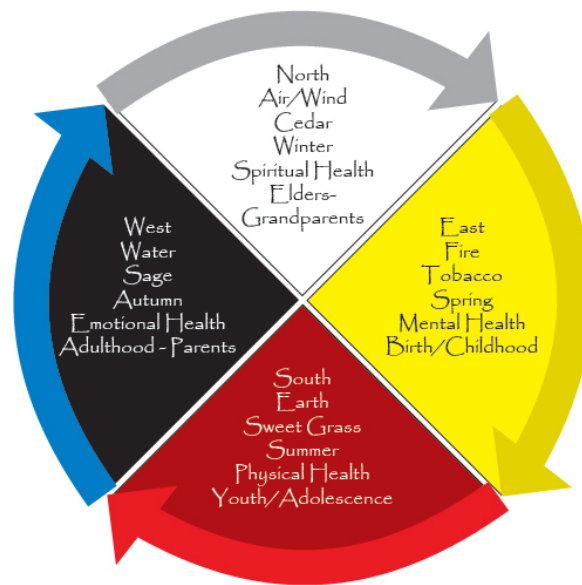 North
Air/Wind
Cedar
Winter
Spiritual Health
Elders-
Grandparents
East
Fire
Tobacco
Spring
Mental Health
Birth/Childhood
South
Earth
Sweet Grass
Summer
Physical Health
Youth/Adolescence
West
Water
Sage
Autumn
Emotional Health
Adulthood - Parents